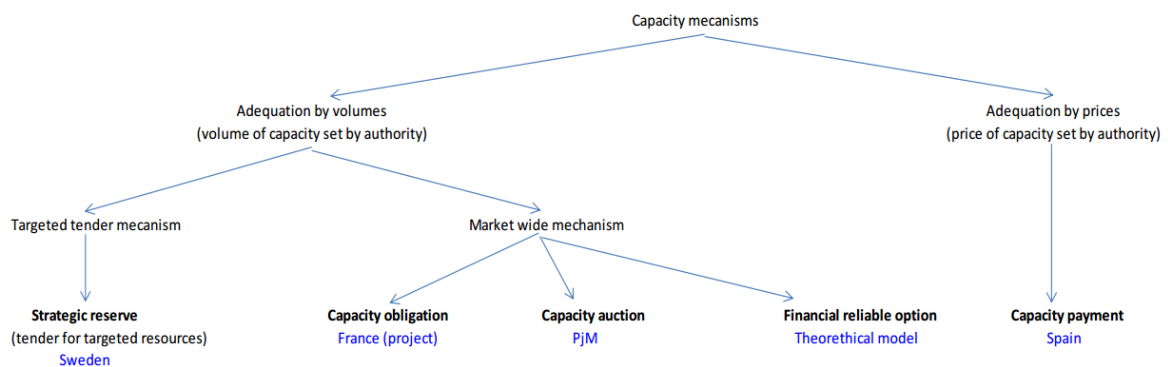 Capacity mecanisms
Adequation by volumes
(volume of capacity set by authority)
Adequation by prices
(price of capacity set by authority)
Targeted tender mecanism
Market wide mechanism
Strategic reserve
(tender for targeted resources)
Sweden
Capacity obligation
France (project)
Capacity auction
PjM
Financial reliable option
Theorethical model
Capacity payment
Spain